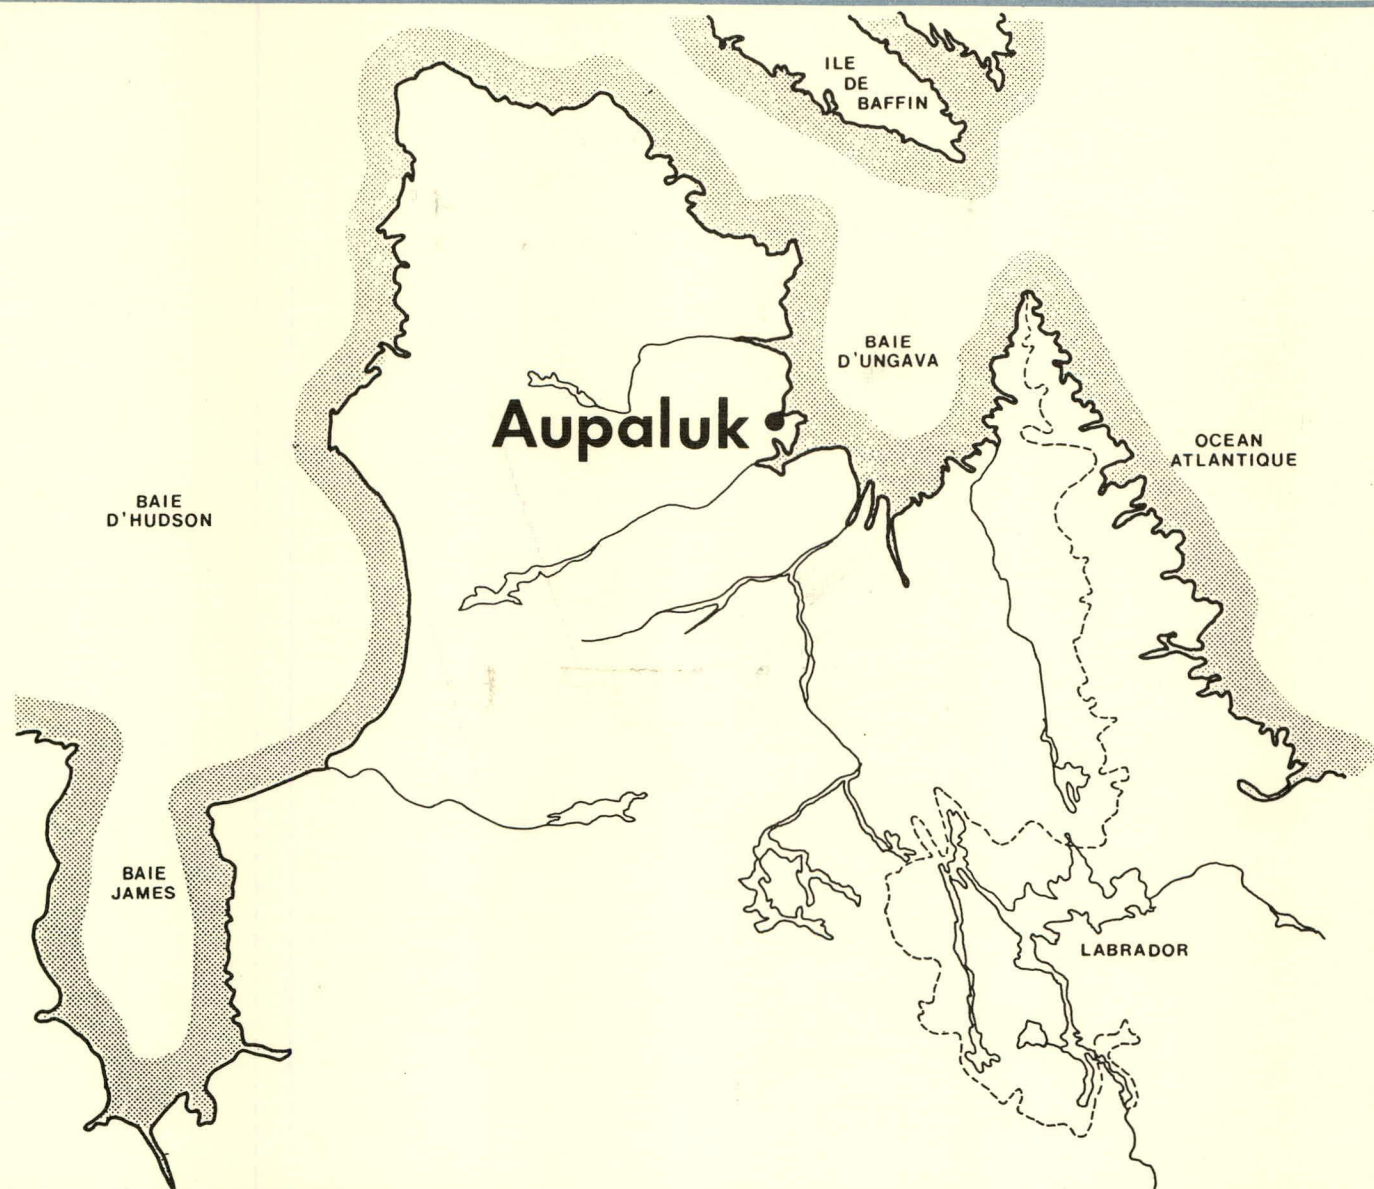 ILE
DE
BAFFIN
BAIE
D'UNGAVA
Aupaluk
OCEAN
ATLANTIQUE
BAIE
D'HUDSON
BAIE
JAMES
LABRADOR